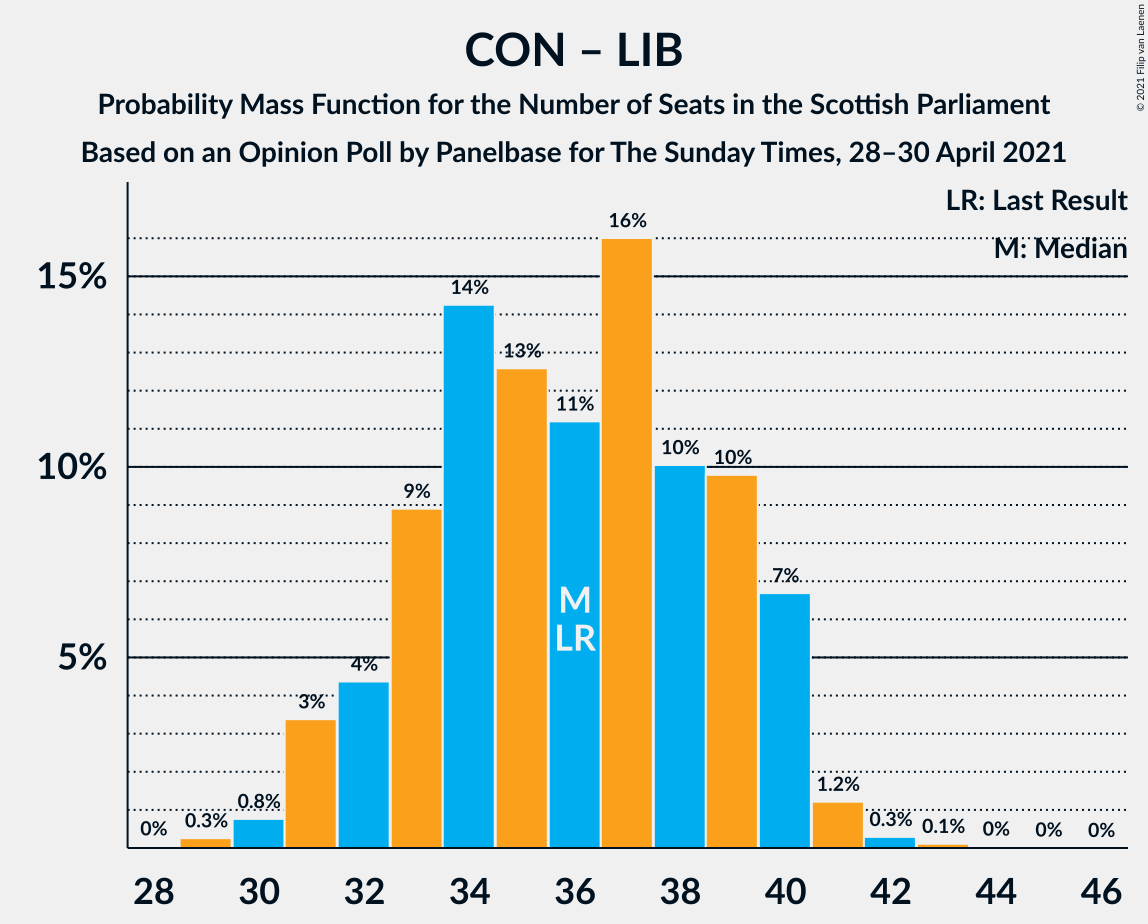 CON – LIB
Probability Mass Function for the Number of Seats in the Scottish Parliament
Based on an Opinion Poll by Panelbase for The Sunday Times, 28–30 April 2021
© 2021 Filip van Laenen
LR: Last Result
M: Median
15%
10%
5%
0%
0.3%
0.8%
3%
4%
9%
14%
13%
11%
16%
10%
10%
7%
1.2%
0.3%
0.1%
0%
0%
0%
M
LR
28 30 32 34 36 38 40 42 44 46